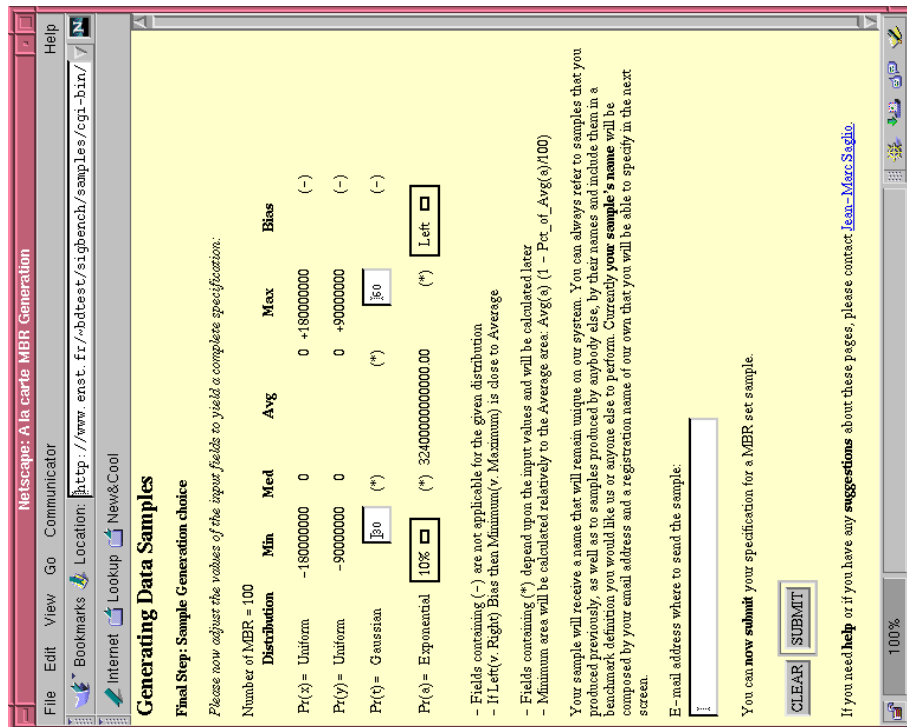 Netscape: A la carte MBR Generation
File Edit View Go Communicator Help
Bookmarks Location: http://www.enst.fr/~bdtest/sigbench/samples/cgi-bin/ N
Internet Lookup New&Cool
Generating Data Samples
Final Step: Sample Generation choice
Please now adjust the values of the input fields to yield a complete specification:
Number of MBR = 100
Distribution Min Med Avg Max Bias
Pr(x) = Uniform -180000000 0 0 +180000000 (-)
Pr(y) = Uniform -90000000 0 0 +90000000 (-)
Pr(t) = Gaussian 30 (*) (*) 60 (-)
Pr(a) = Exponential 10% (*) 324000000000000.00 (*) Left
- Fields containing (-) are not applicable for the given distribution
- If Left(v. Right) Bias then Minimum(v. Maximum) is close to Average
- Fields containing (*) depend upon the input values and will be calculated later
- Minimum area will be calculated relatively to the Average area: Avg(a) (1 - Pct_of_Avg(a)/100)
Your sample will receive a name that will remain unique on our system. You can always refer to samples that you
produced previously, as well as to samples produced by anybody else, by their names and include them in a
benchmark definition you would like us or anyone else to perform. Currently your sample's name will be
composed by your email address and a registration name of our own that you will be able to specify in the next
screen.
E-mail address where to send the sample:
You can now submit your specification for a MBR set sample.
CLEAR SUBMIT
If you need help or if you have any suggestions about these pages, please contact Jean-Marc Saglio.
100%